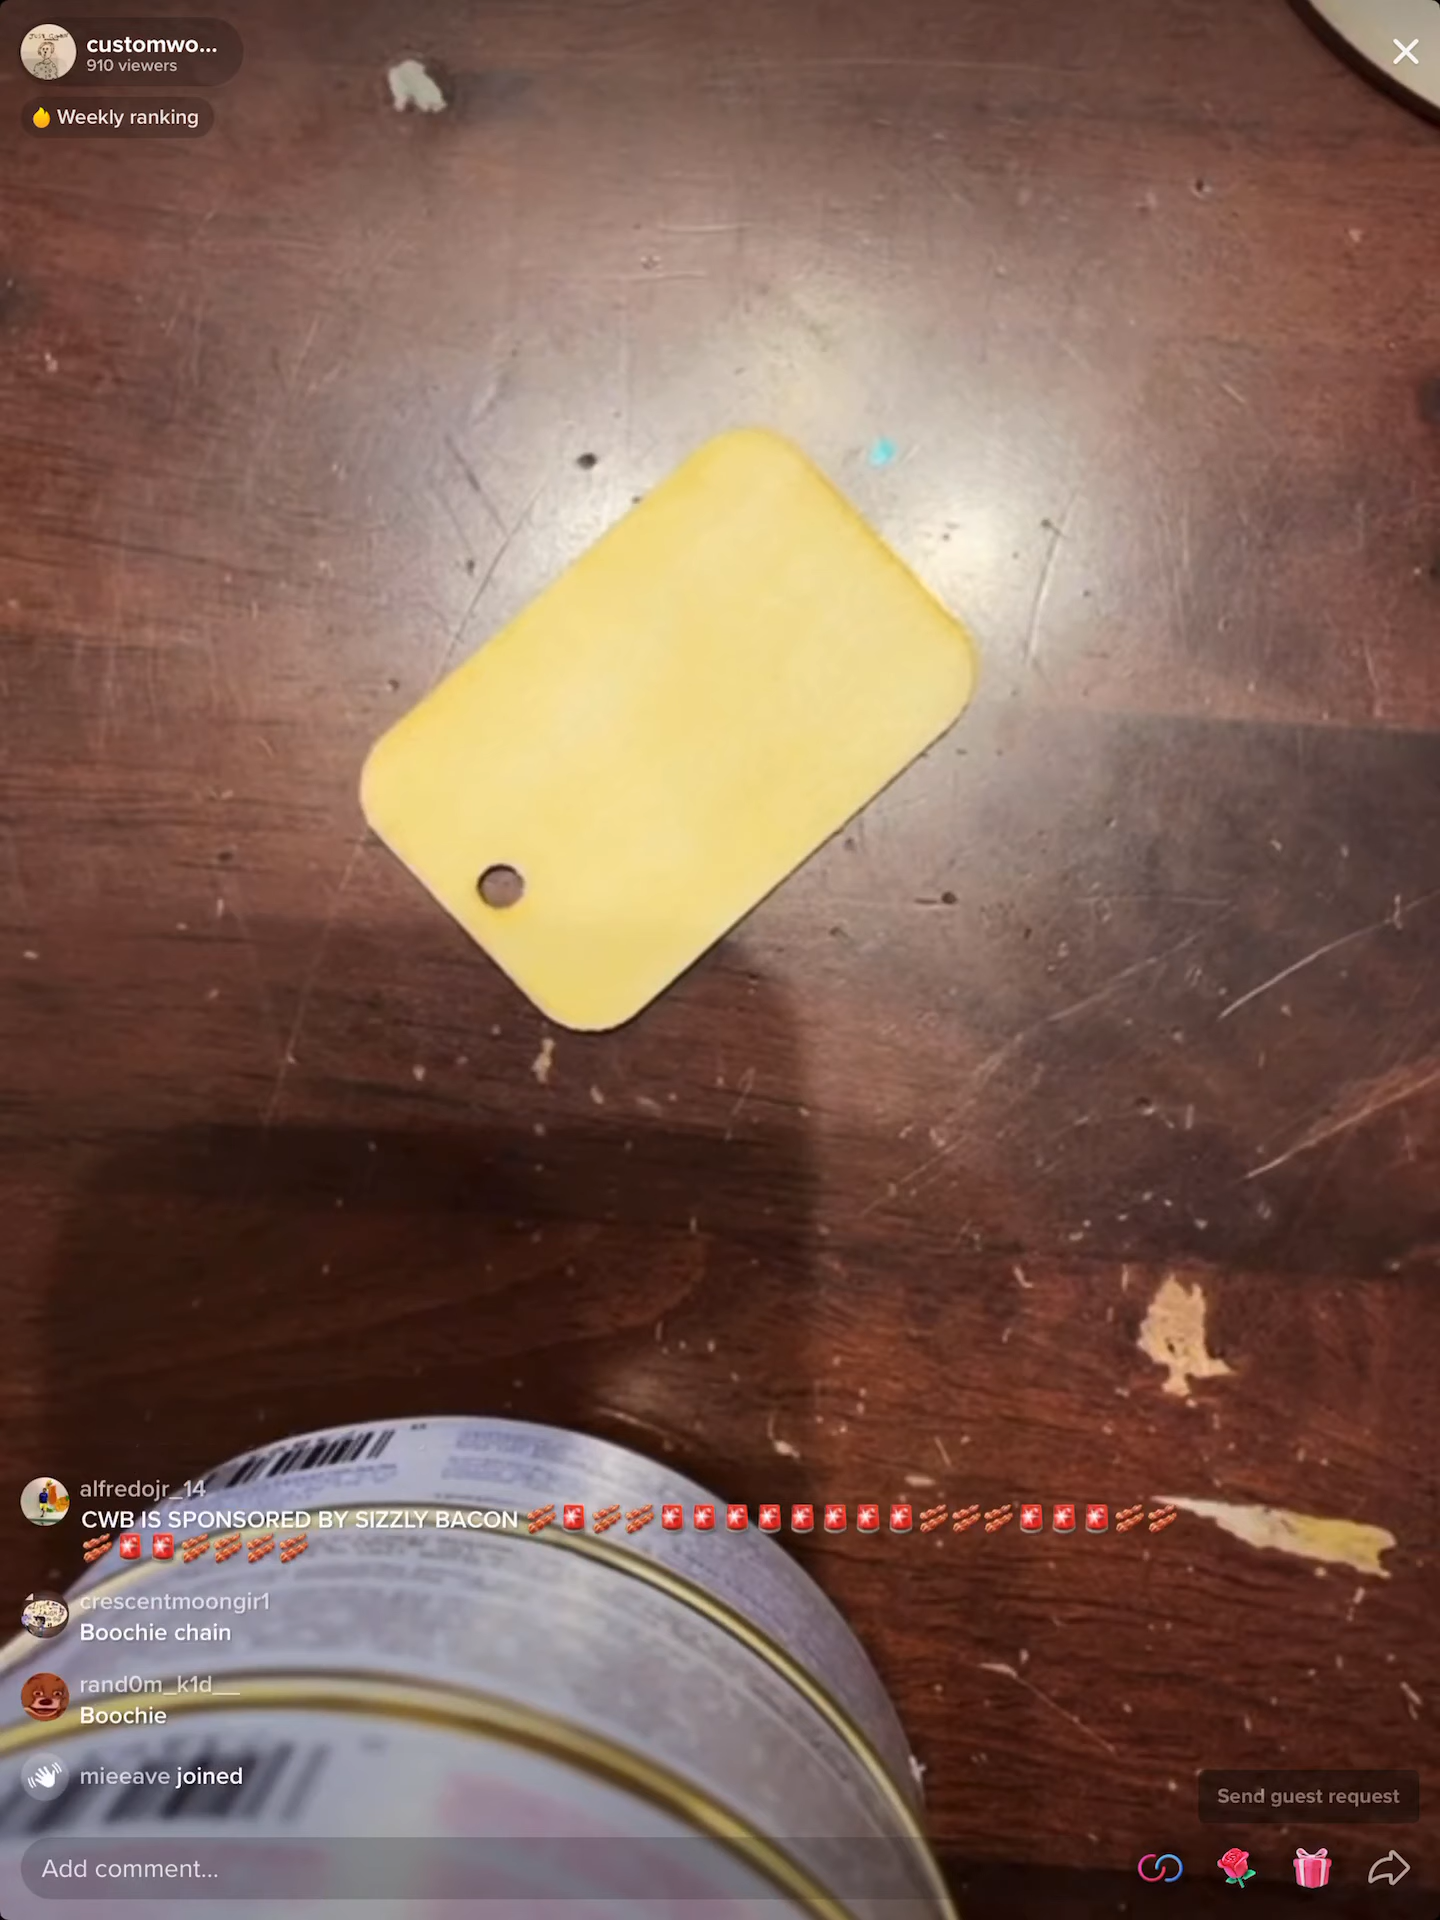 customwo...
910 viewers
Weekly ranking
alfredojr_14
CWB IS SPONSORED BY SIZZLY BACON 🥓🚨🥓🥓🚨🚨🚨🚨🚨🚨🚨🚨🥓🥓🥓🚨🚨🚨🥓🥓
🥓🚨🚨🥓🥓🥓🥓
crescentmoongir1
Boochie chain
rand0m_k1d__
Boochie
mieeave joined
Send guest request
Add comment...